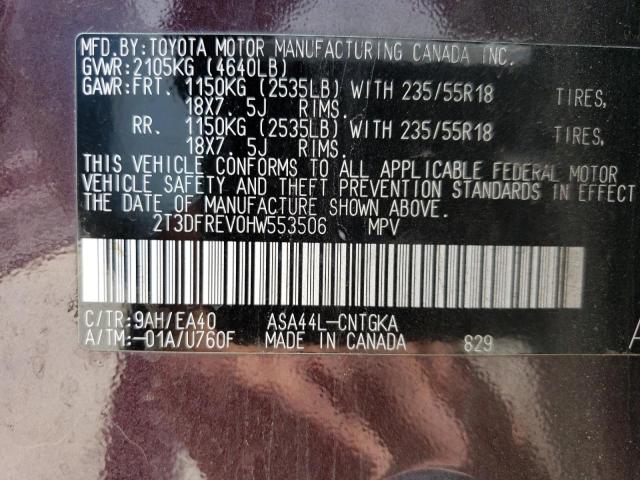 MFD.BY:TOYOTA MOTOR MANUFACTURING CANADA INC.
GVWR:2105KG (4640LB)
GAWR:FRT. 1150KG (2535LB) WITH 235/55R18 TIRES,
18X7.5J RIMS.
RR. 1150KG (2535LB) WITH 235/55R18 TIRES,
18X7.5J RIMS.
THIS VEHICLE CONFORMS TO ALL APPLICABLE FEDERAL MOTOR
VEHICLE SAFETY AND THEFT PREVENTION STANDARDS IN EFFECT
THE DATE OF MANUFACTURE SHOWN ABOVE.
2T3DFREV0HW553506 MPV
C/TR:9AH/EA40 ASA44L-CNTGKA
A/TM:-01A/U760F MADE IN CANADA 829